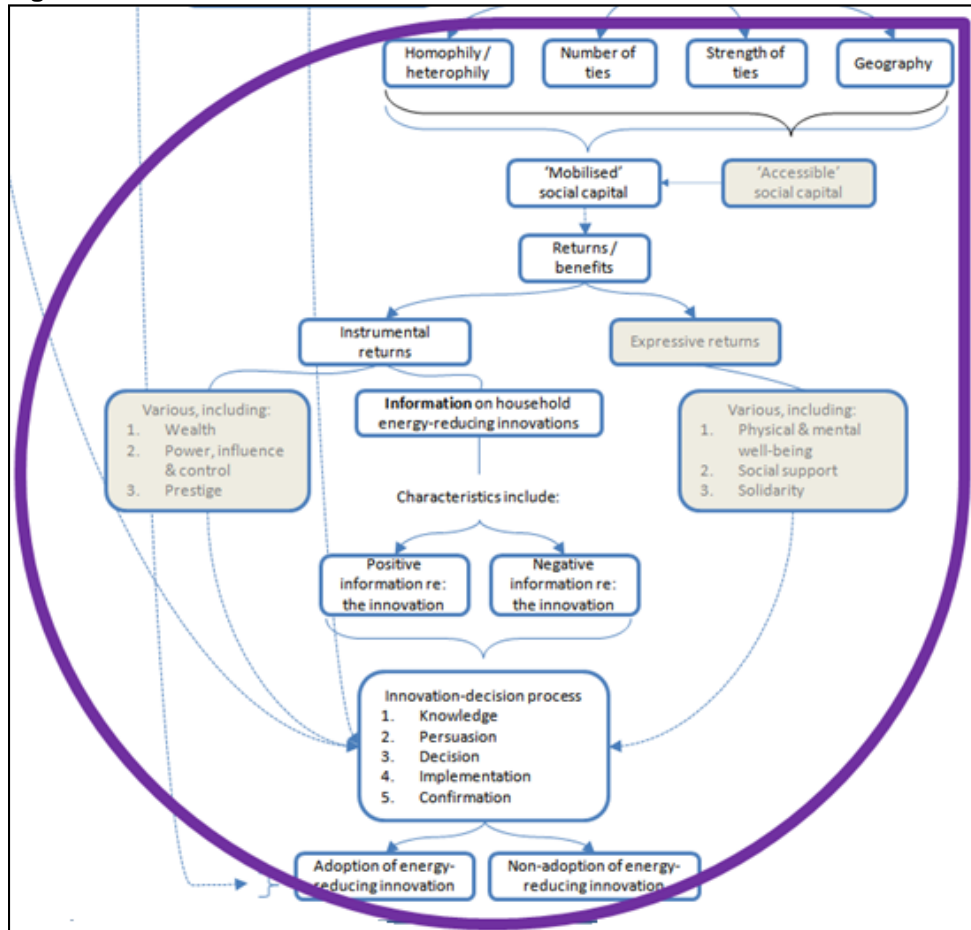 Homophily /
heterophily
Number of
ties
Strength of
ties
Geography
'Mobilised'
social capital
'Accessible'
social capital
Returns /
benefits
Instrumental
returns
Expressive returns
Various, including:
1. Wealth
2. Power, influence
& control
3. Prestige
Information on household
energy-reducing innovations
Various, including:
1. Physical & mental
well-being
2. Social support
3. Solidarity
Characteristics include:
Positive
information re:
the innovation
Negative
information re:
the innovation
Innovation-decision process
1. Knowledge
2. Persuasion
3. Decision
4. Implementation
5. Confirmation
Adoption of energy-
reducing innovation
Non-adoption of energy-
reducing innovation